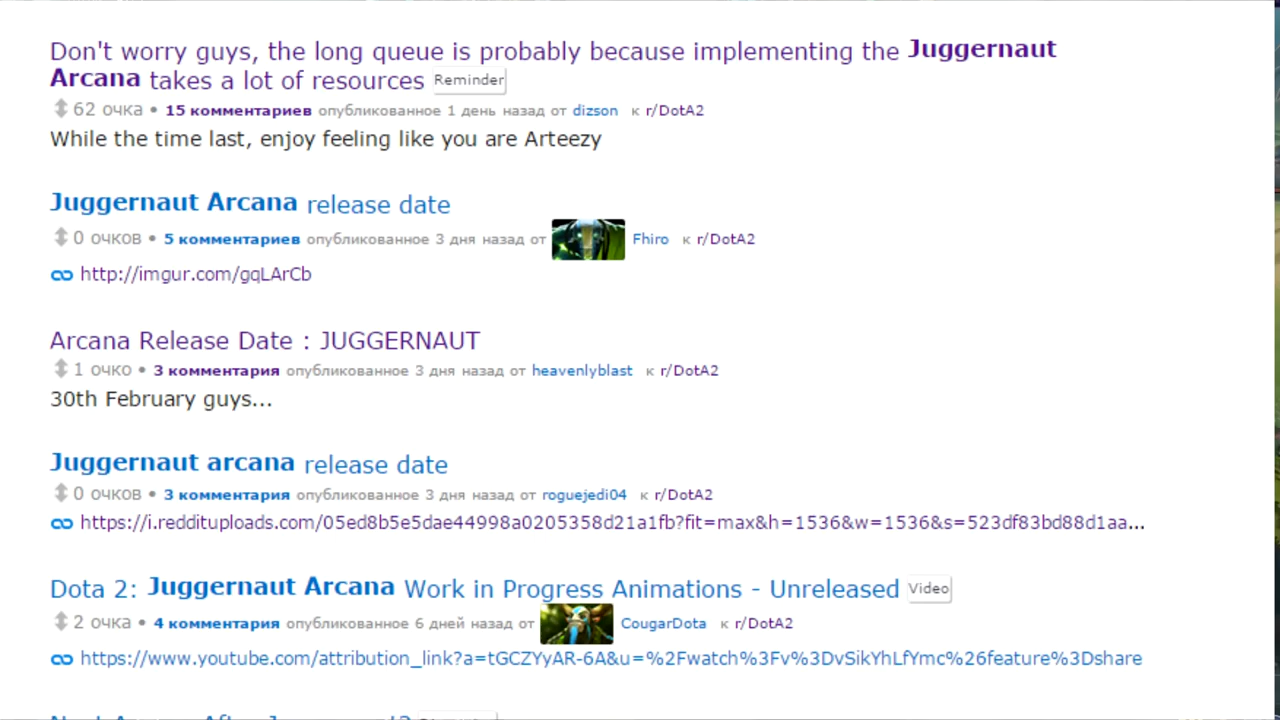 Don't worry guys, the long queue is probably because implementing the Juggernaut
Arcana takes a lot of resources Reminder
62 очка • 15 комментариев опубликованное 1 день назад от dizson к r/DotA2
While the time last, enjoy feeling like you are Arteezy
Juggernaut Arcana release date
0 очков • 5 комментариев опубликованное 3 дня назад от Fhiro к r/DotA2
http://imgur.com/gqLArCb
Arcana Release Date : JUGGERNAUT
1 очко • 3 комментария опубликованное 3 дня назад от heavenlyblast к r/DotA2
30th February guys...
Juggernaut arcana release date
0 очков • 3 комментария опубликованное 3 дня назад от roguejedi04 к r/DotA2
https://i.reddituploads.com/05ed8b5e5dae44998a0205358d21a1fb?fit=max&h=1536&w=1536&s=523df83bd88d1aa...
Dota 2: Juggernaut Arcana Work in Progress Animations - Unreleased Video
2 очка • 4 комментария опубликованное 6 дней назад от CougarDota к r/DotA2
https://www.youtube.com/attribution_link?a=tGCZYyAR-6A&u=%2Fwatch%3Fv%3DvSikYhLfYmc%26feature%3Dshare